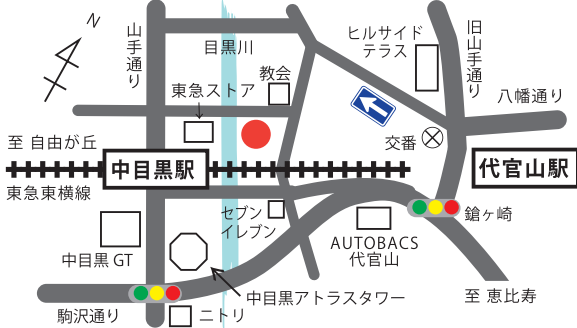 N
山手通り
目黒川
ヒルサイド
テラス
旧山手通り
教会
東急ストア
八幡通り
交番
至 自由が丘
中目黒駅
代官山駅
東急東横線
セブン
イレブン
鎗ヶ崎
AUTOBACS
代官山
中目黒 GT
中目黒アトラスタワー
至 恵比寿
駒沢通り
ニトリ